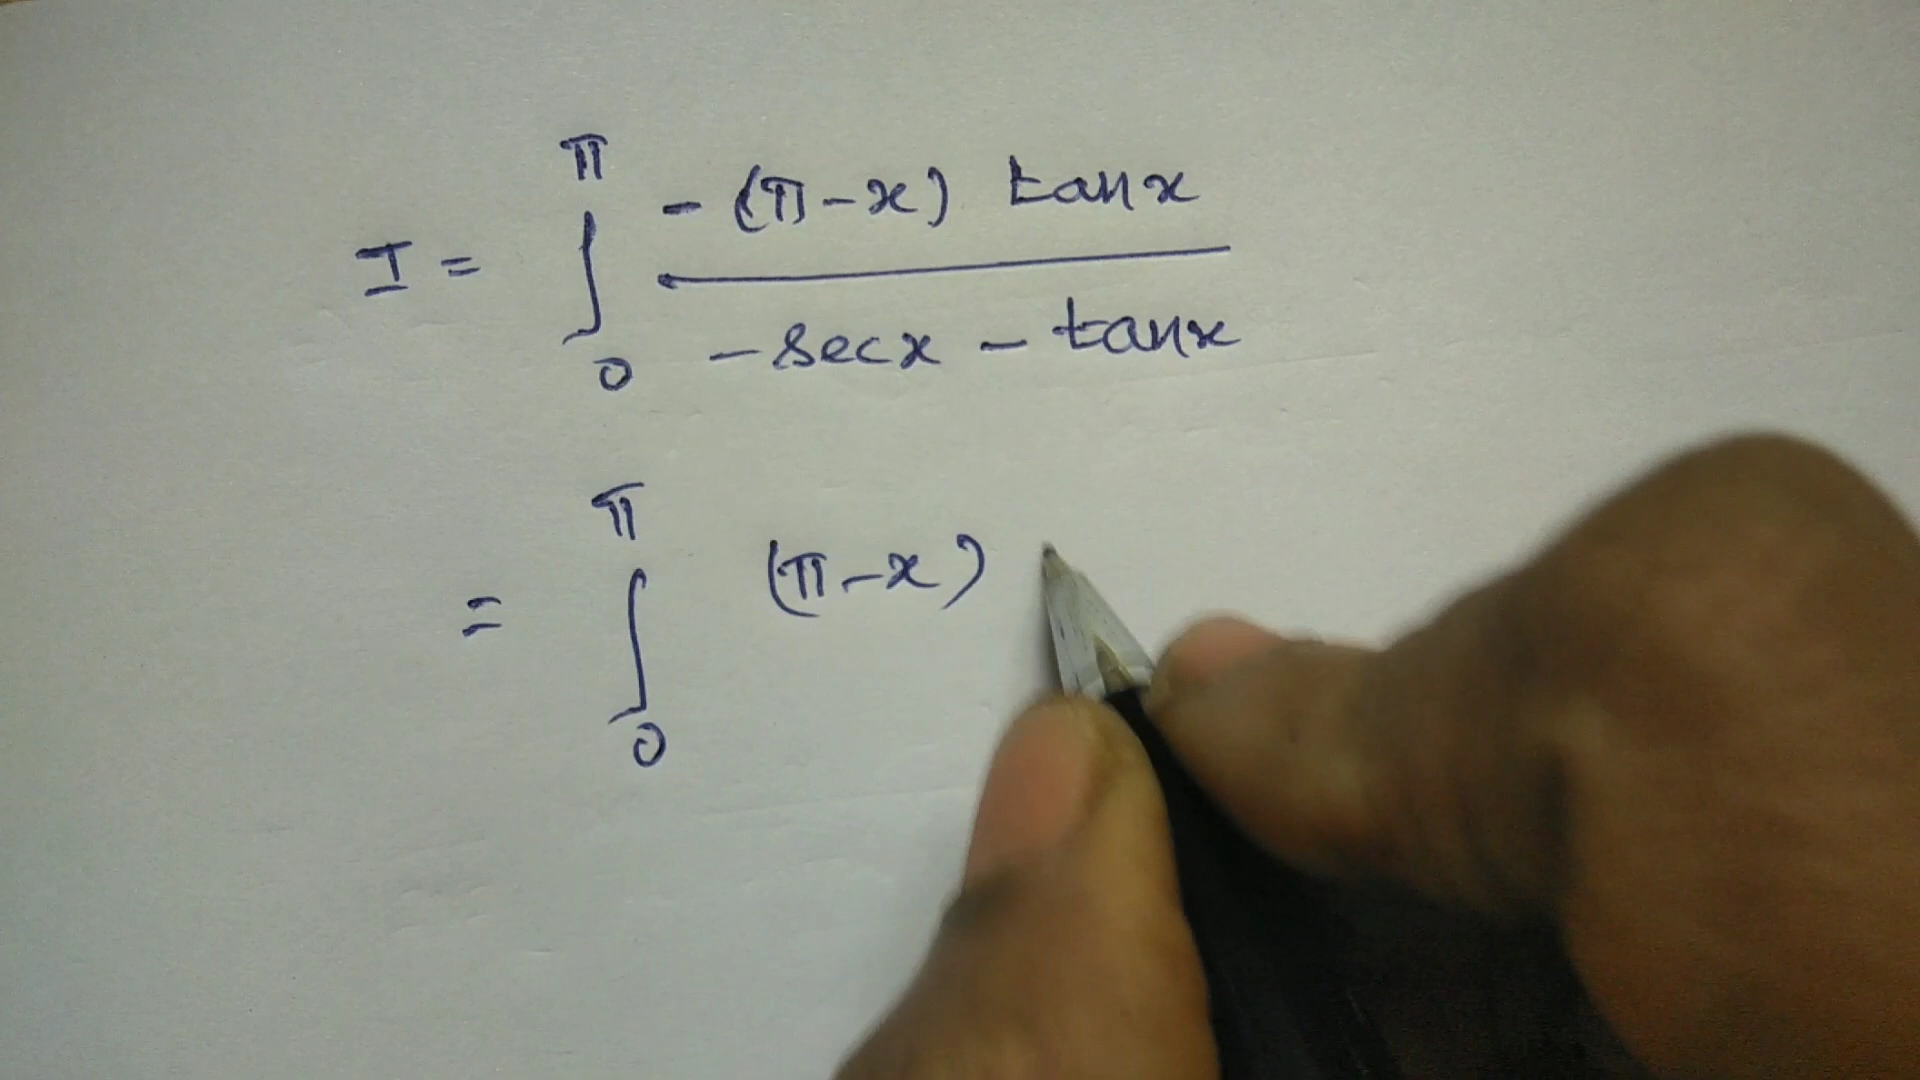 I = ∫₀^π -(π-x) tanx / -secx - tanx
= ∫₀^π (π-x)